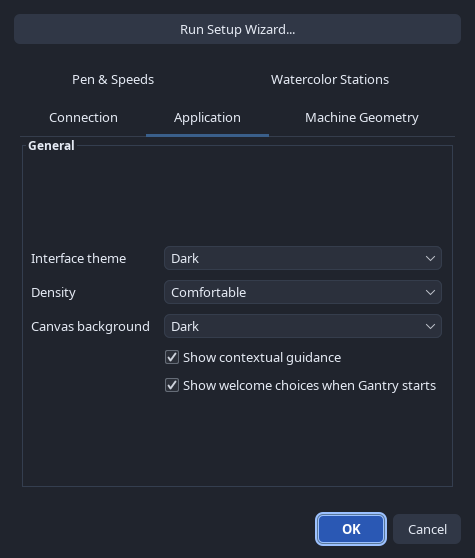 Run Setup Wizard...
Pen & Speeds
Watercolor Stations
Connection
Application
Machine Geometry
General
Interface theme
Dark
Density
Comfortable
Canvas background
Dark
Show contextual guidance
Show welcome choices when Gantry starts
OK
Cancel